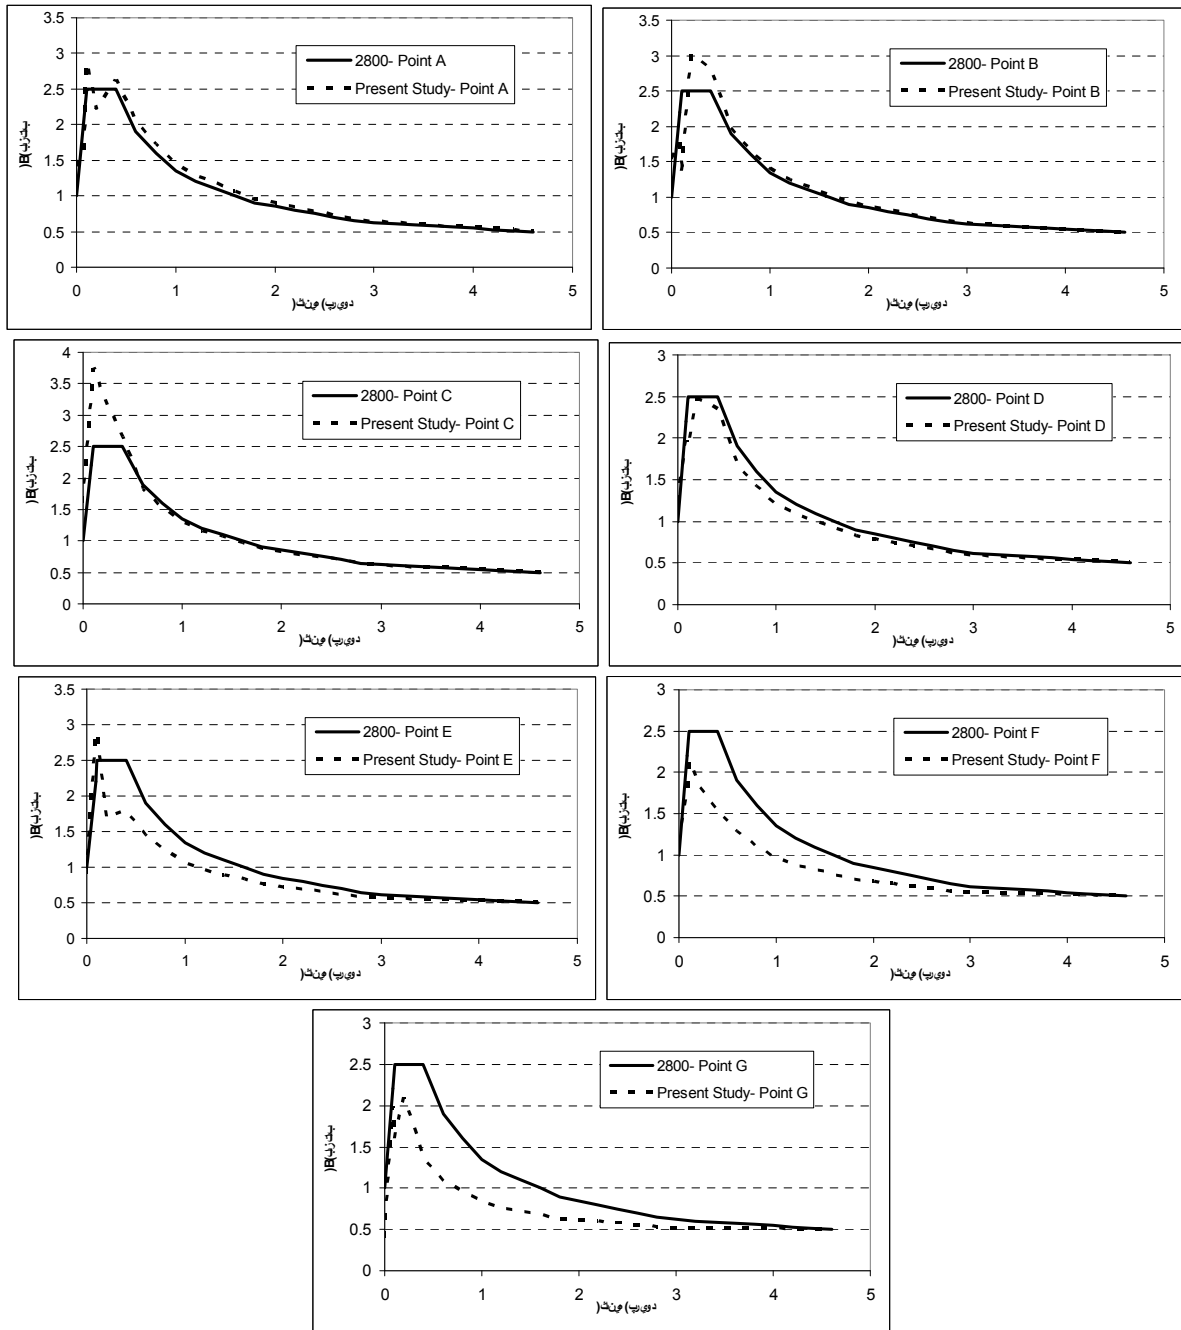 3.5
3
2.5
2
1.5
1
0.5
0
2800- Point A
Present Study- Point A
0 1 2 3 4 5
3.5
3
2.5
2
1.5
1
0.5
0
2800- Point B
Present Study- Point B
0 1 2 3 4 5
4
3.5
3
2.5
2
1.5
1
0.5
0
2800- Point C
Present Study- Point C
0 1 2 3 4 5
3
2.5
2
1.5
1
0.5
0
2800- Point D
Present Study- Point D
0 1 2 3 4 5
3.5
3
2.5
2
1.5
1
0.5
0
2800- Point E
Present Study- Point E
0 1 2 3 4 5
3
2.5
2
1.5
1
0.5
0
2800- Point F
Present Study- Point F
0 1 2 3 4 5
3
2.5
2
1.5
1
0.5
0
2800- Point G
Present Study- Point G
0 1 2 3 4 5